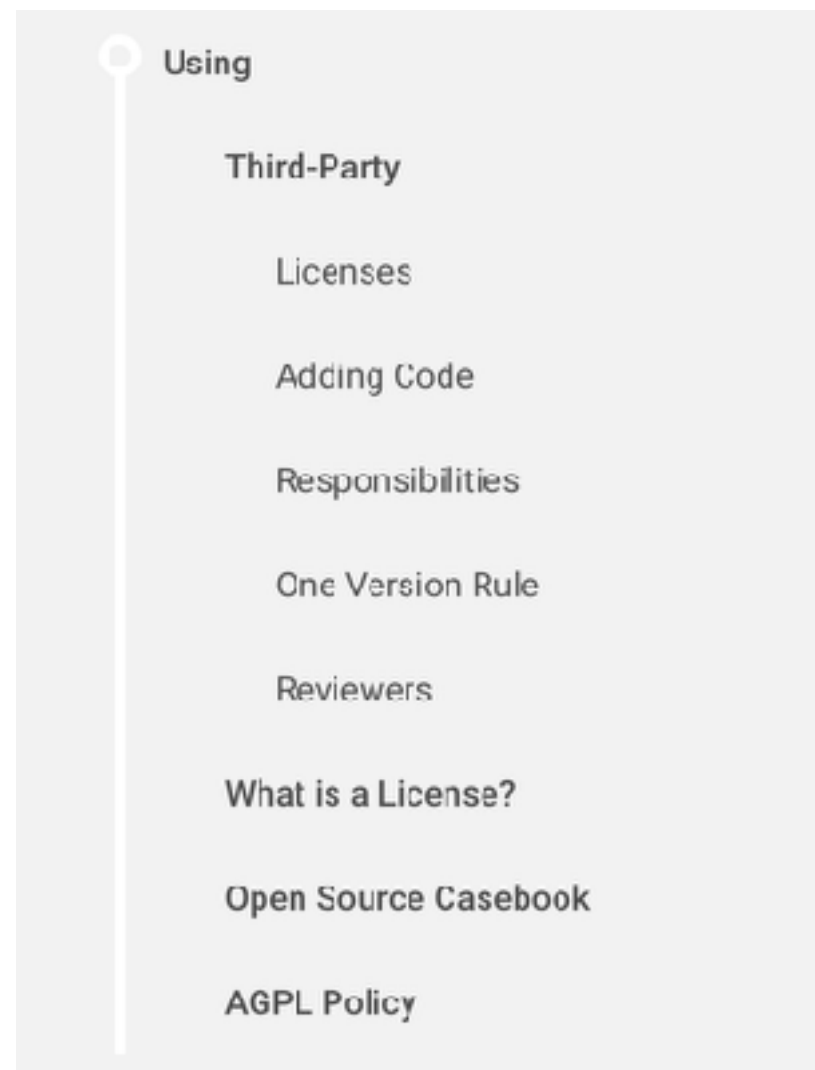 Using
Third-Party
Licenses
Adding Code
Responsibilities
One Version Rule
Reviewers
What is a License?
Open Source Casebook
AGPL Policy